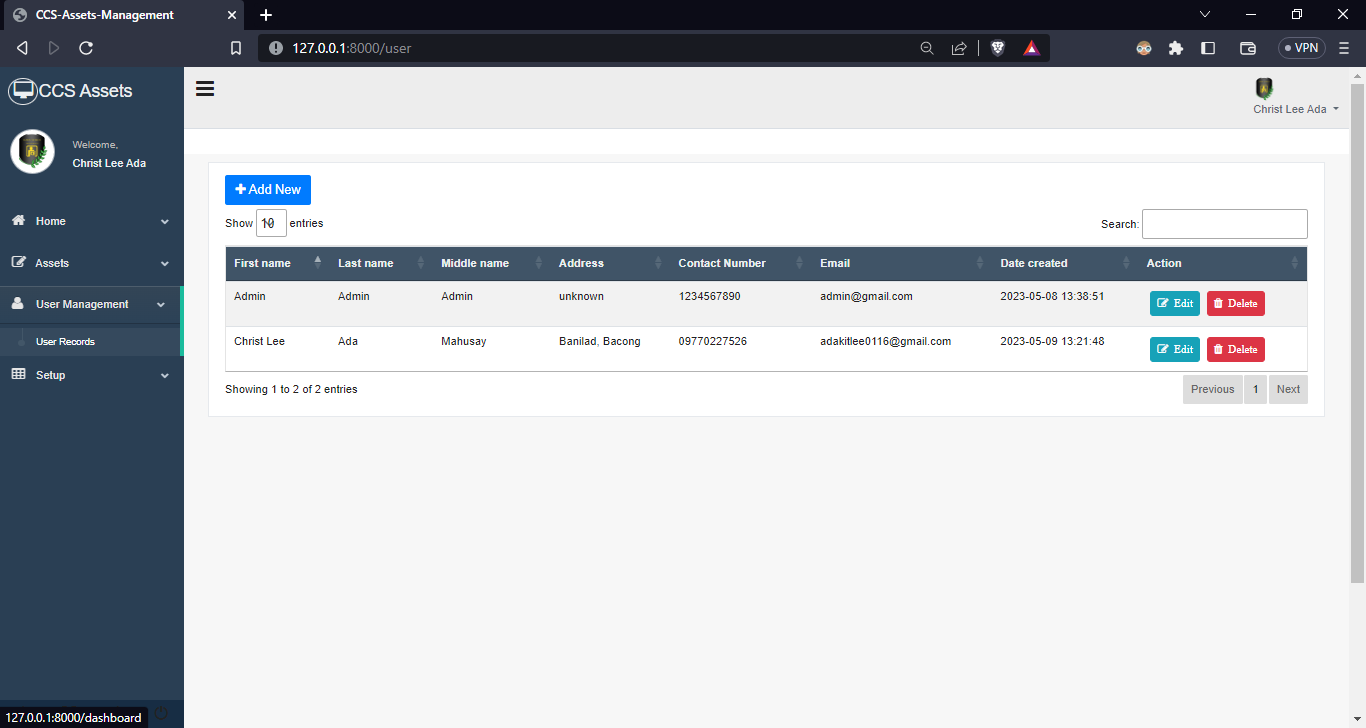 CCS-Assets-Management
127.0.0.1:8000/user
VPN
CCS Assets
Christ Lee Ada
Welcome,
Christ Lee Ada
Home
Assets
User Management
User Records
Setup
Add New
Show 10 entries
Search:
First name Last name Middle name Address Contact Number Email Date created Action
Admin Admin Admin unknown 1234567890 admin@gmail.com 2023-05-08 13:38:51 Edit Delete
Christ Lee Ada Mahusay Banilad, Bacong 09770227526 adakitlee0116@gmail.com 2023-05-09 13:21:48 Edit Delete
Showing 1 to 2 of 2 entries
Previous 1 Next
127.0.0.1:8000/dashboard